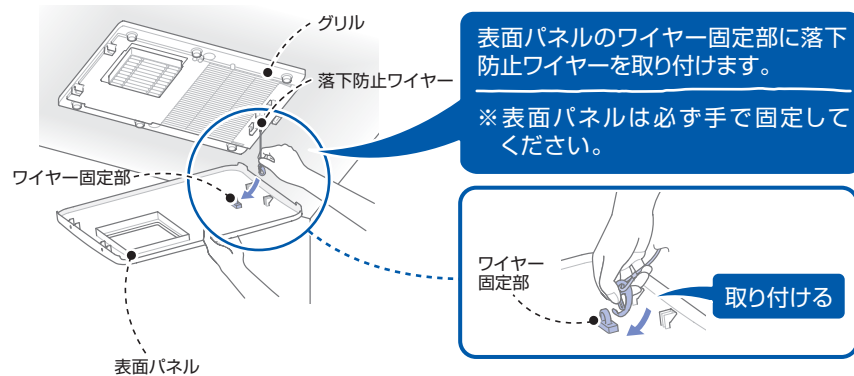 グリル
落下防止ワイヤー
ワイヤー固定部
表面パネル
表面パネルのワイヤー固定部に落下
防止ワイヤーを取り付けます。
※表面パネルは必ず手で固定して
ください。
ワイヤー
固定部
取り付ける